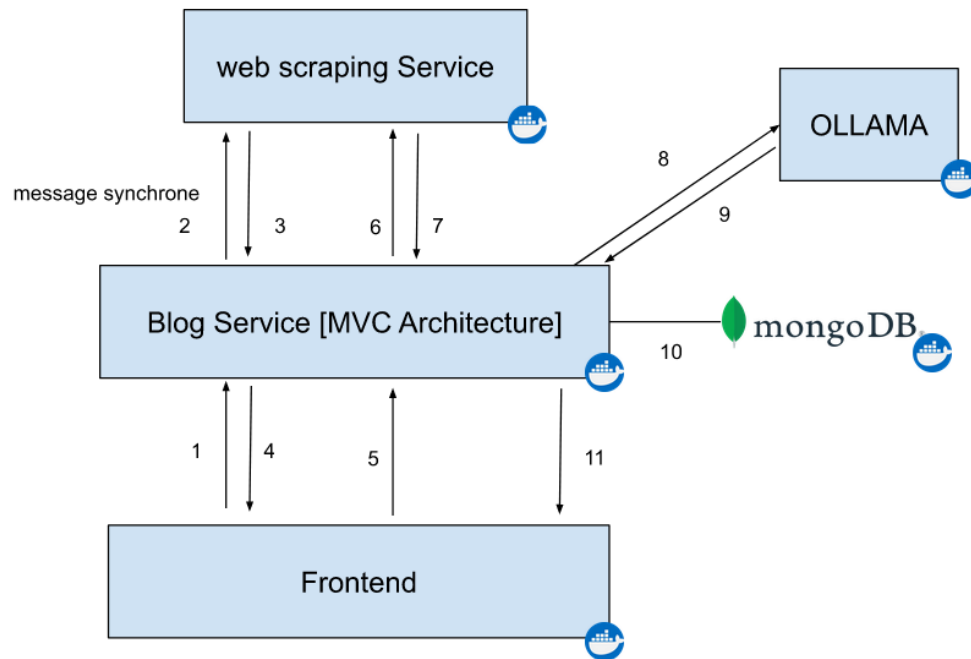 web scraping Service
OLLAMA
message synchrone
2
3
6
7
8
9
Blog Service [MVC Architecture]
mongoDB.
10
1
4
5
11
Frontend